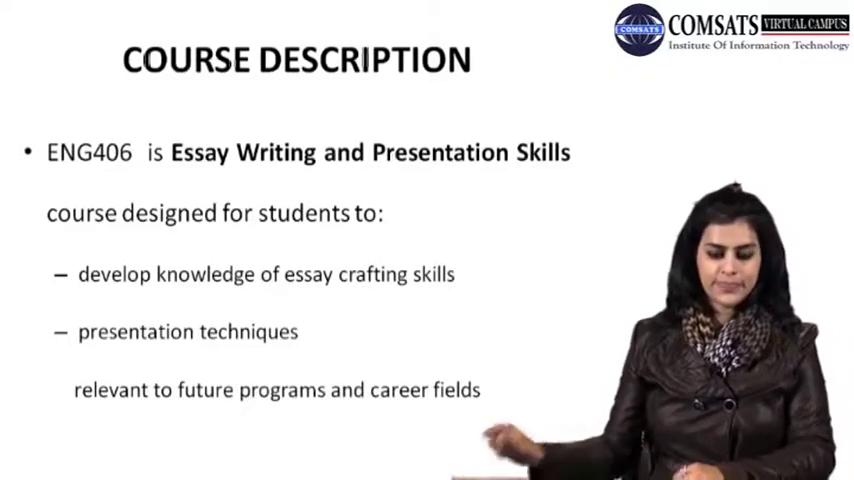 COMSATS VIRTUAL CAMPUS
Institute Of Information Technology
COMSATS
COURSE DESCRIPTION
• ENG406 is Essay Writing and Presentation Skills
course designed for students to:
– develop knowledge of essay crafting skills
– presentation techniques
relevant to future programs and career fields